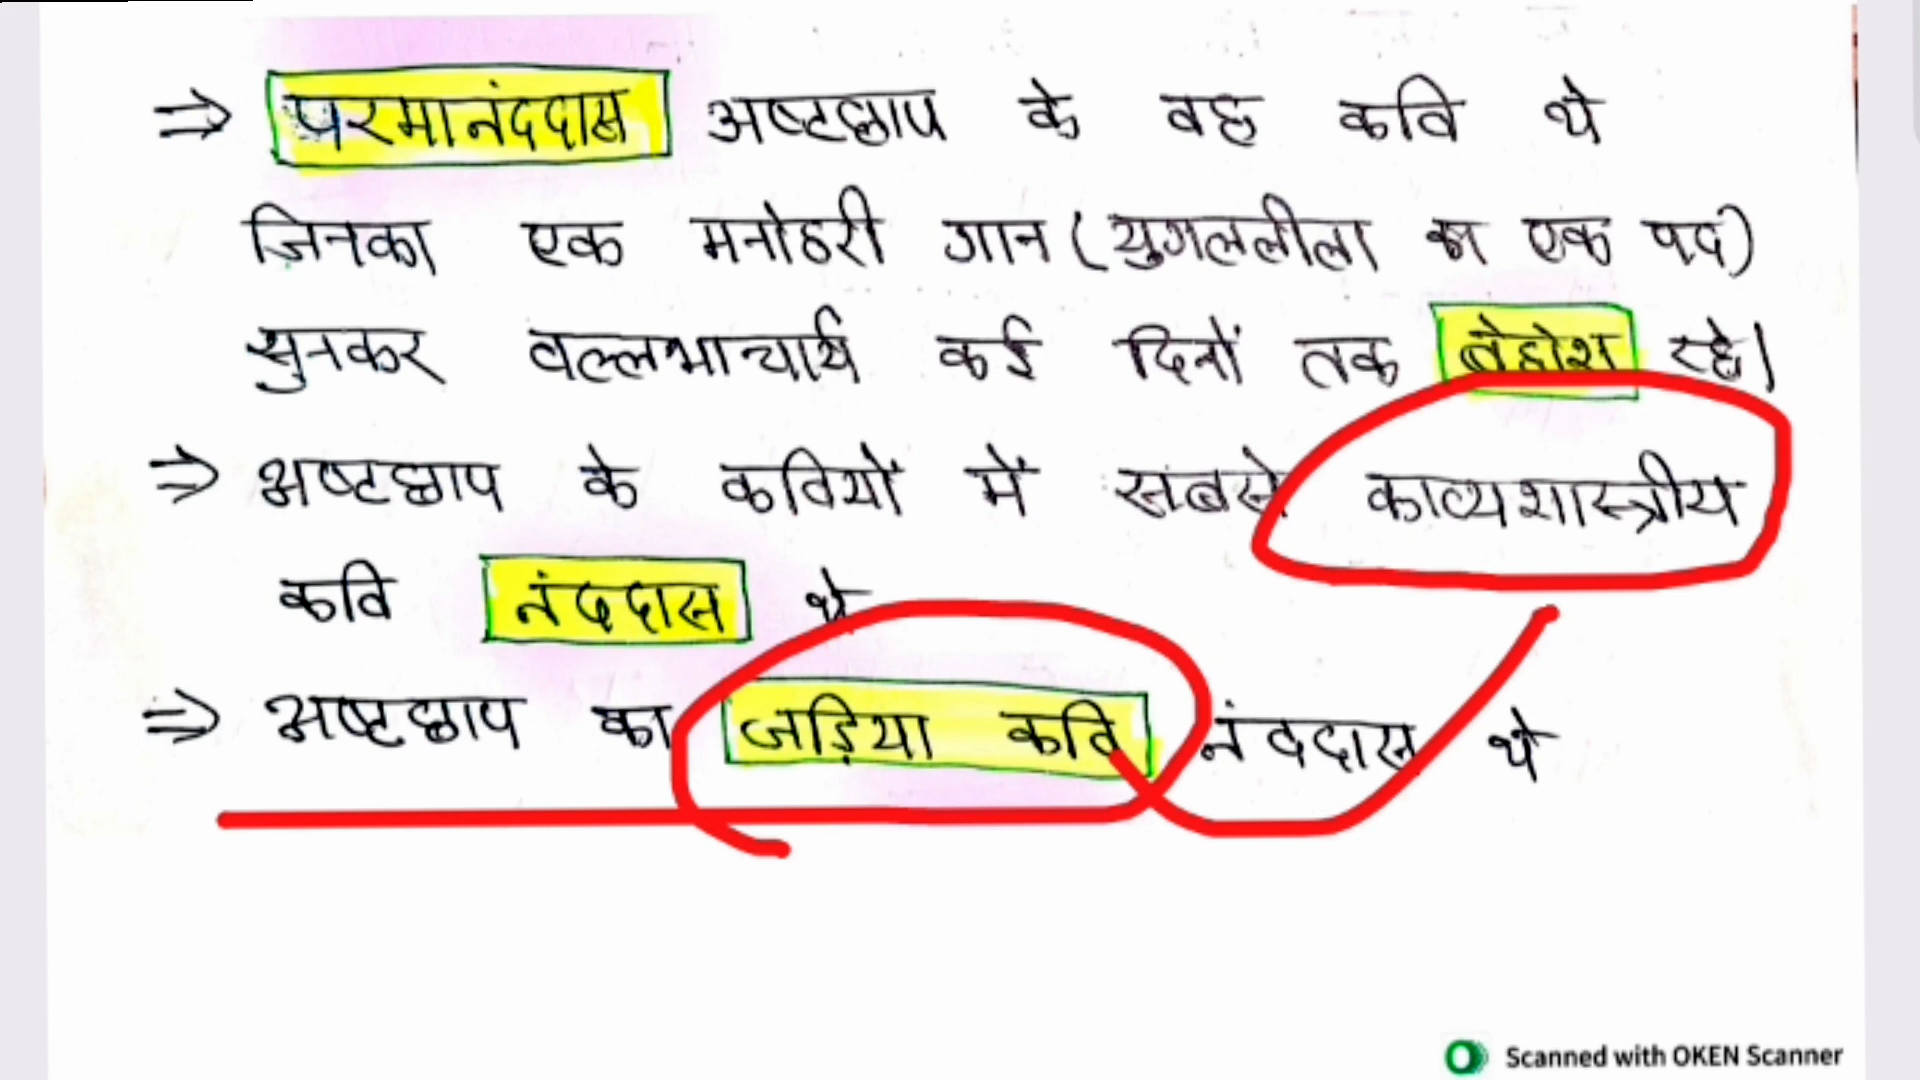 ⇒ परमानंददास अष्टछाप के वह कवि थे
जिनका एक मनोहरी गान (युगललीला का एक पद)
सुनकर वल्लभाचार्य कई दिनों तक बेहोश रहे।
⇒ अष्टछाप के कवियों में सबसे काव्यशास्त्रीय
कवि नंददास थे
⇒ अष्टछाप का जड़िया कवि नंददास थे
Scanned with OKEN Scanner